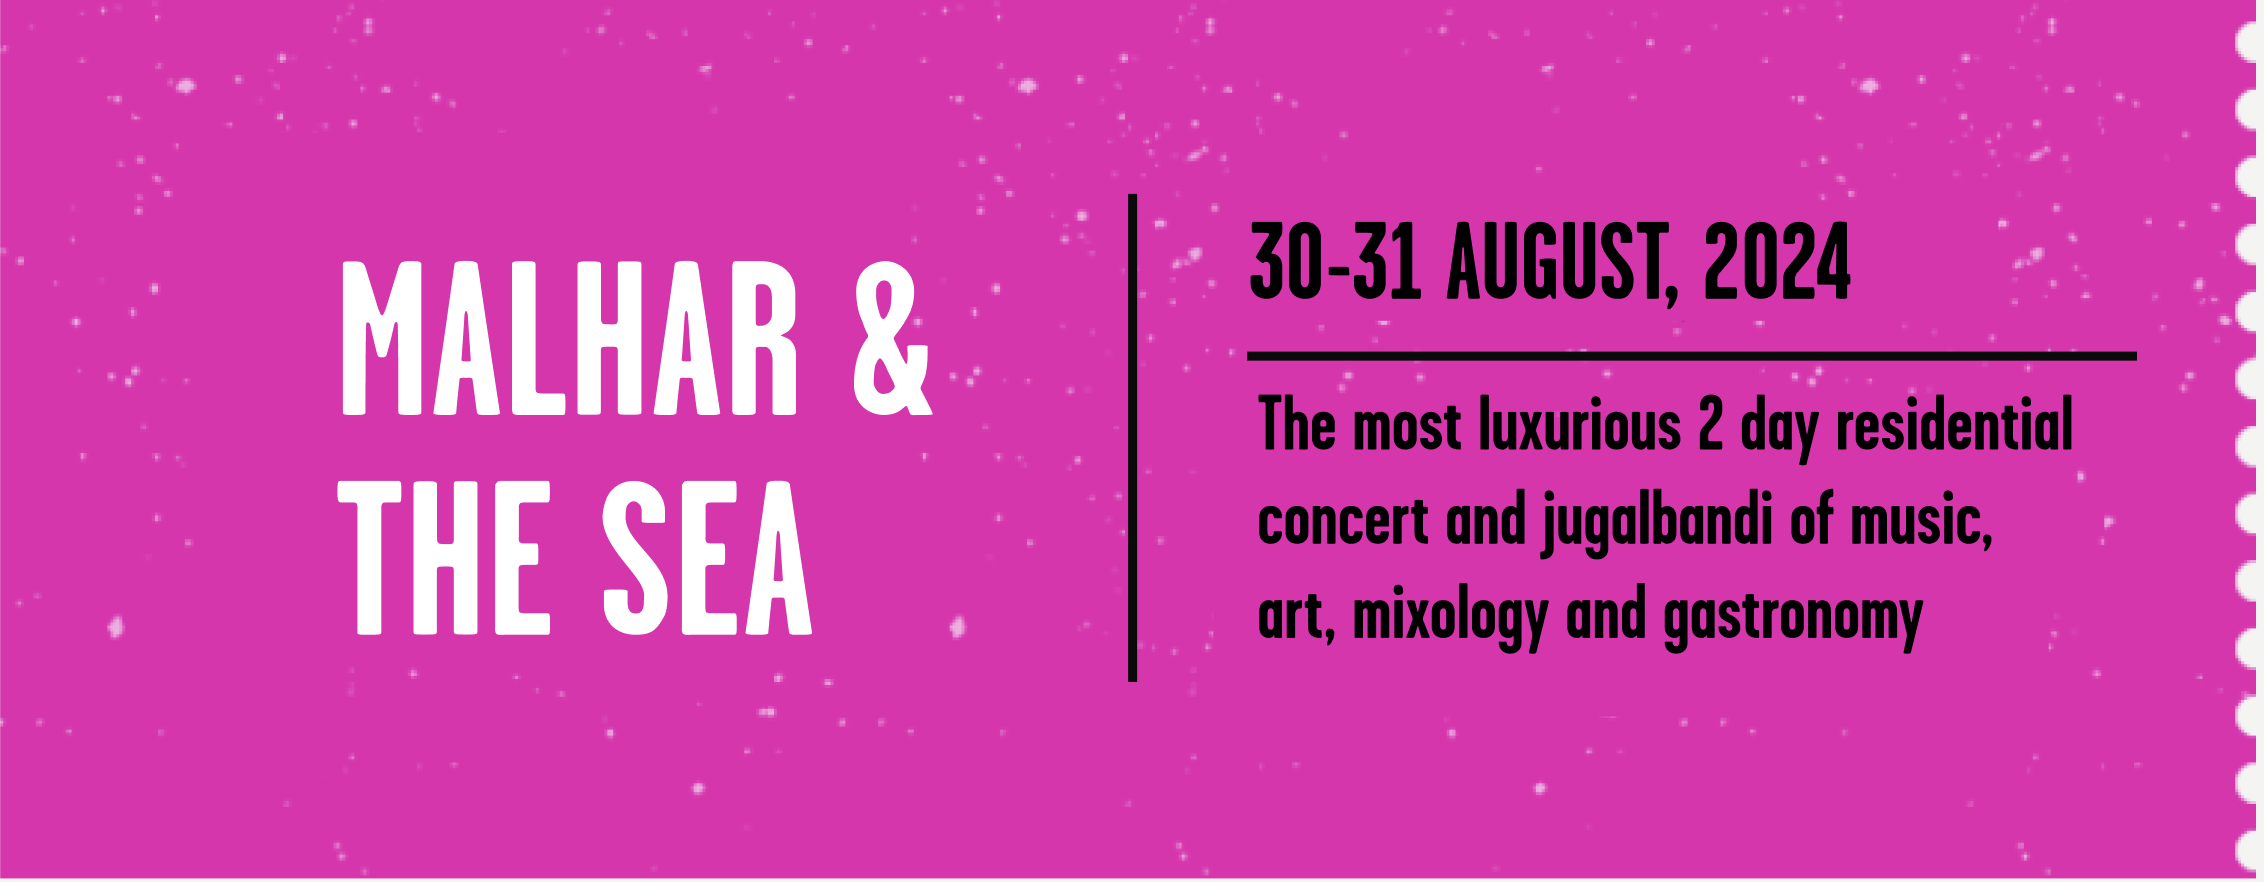 MALHAR &
THE SEA
30-31 AUGUST, 2024
The most luxurious 2 day residential
concert and jugalbandi of music,
art, mixology and gastronomy